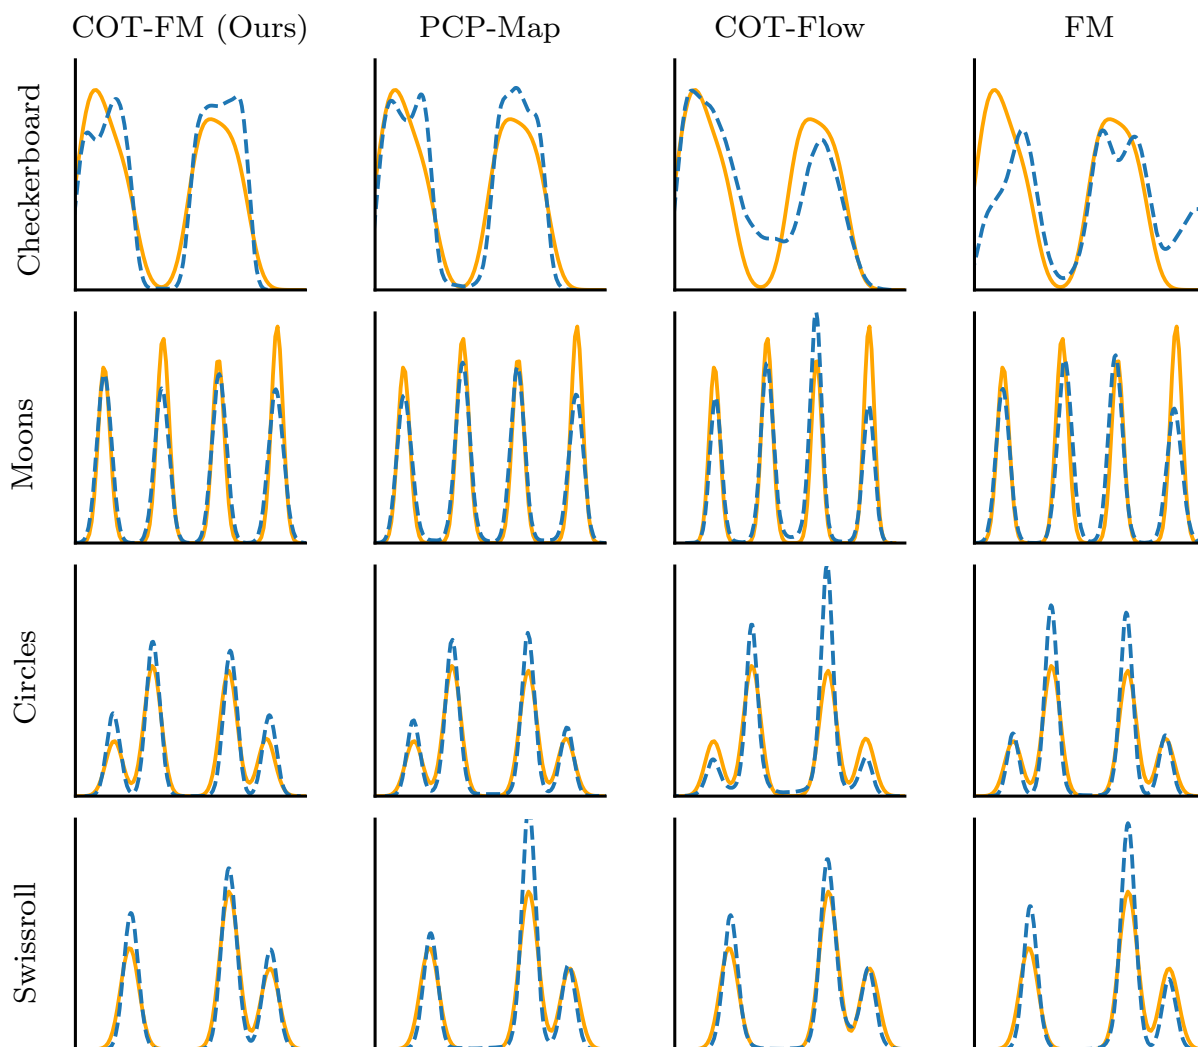 COT-FM (Ours) PCP-Map COT-Flow FM
Checkerboard
Moons
Circles
Swissroll